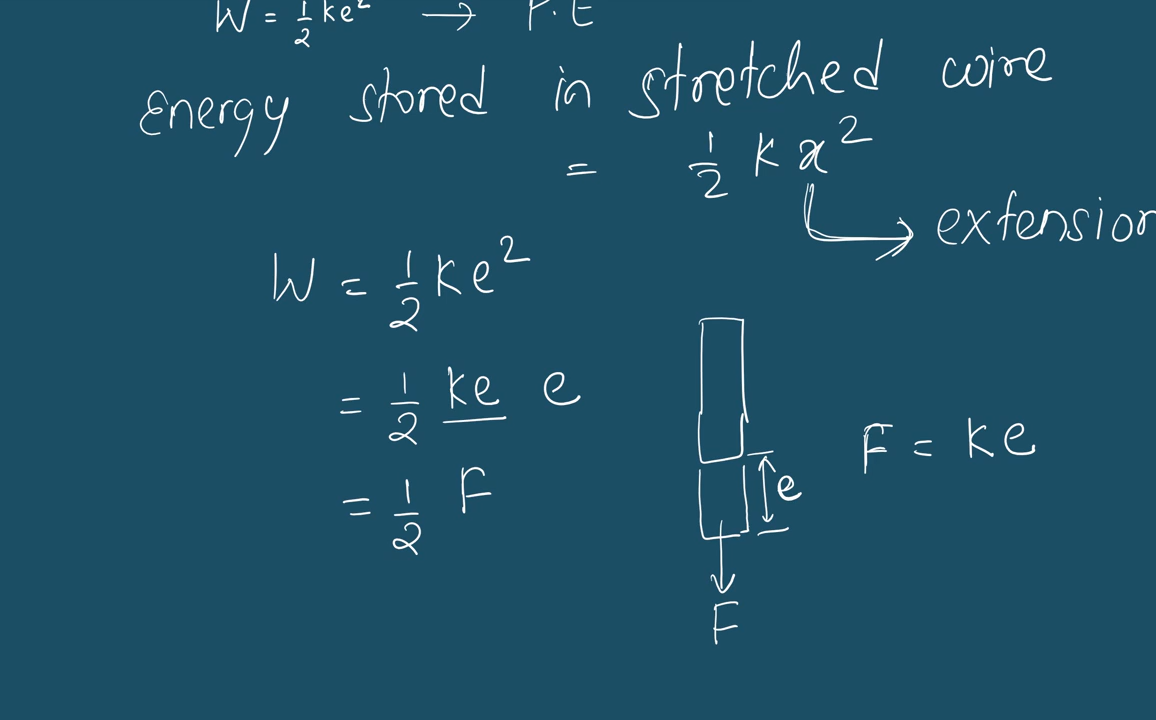 W = 1/2 ke² → P.E
Energy stored in stretched wire
= 1/2 k x²
extension
W = 1/2 ke²
= 1/2 ke e
F = ke
e
= 1/2 F
F